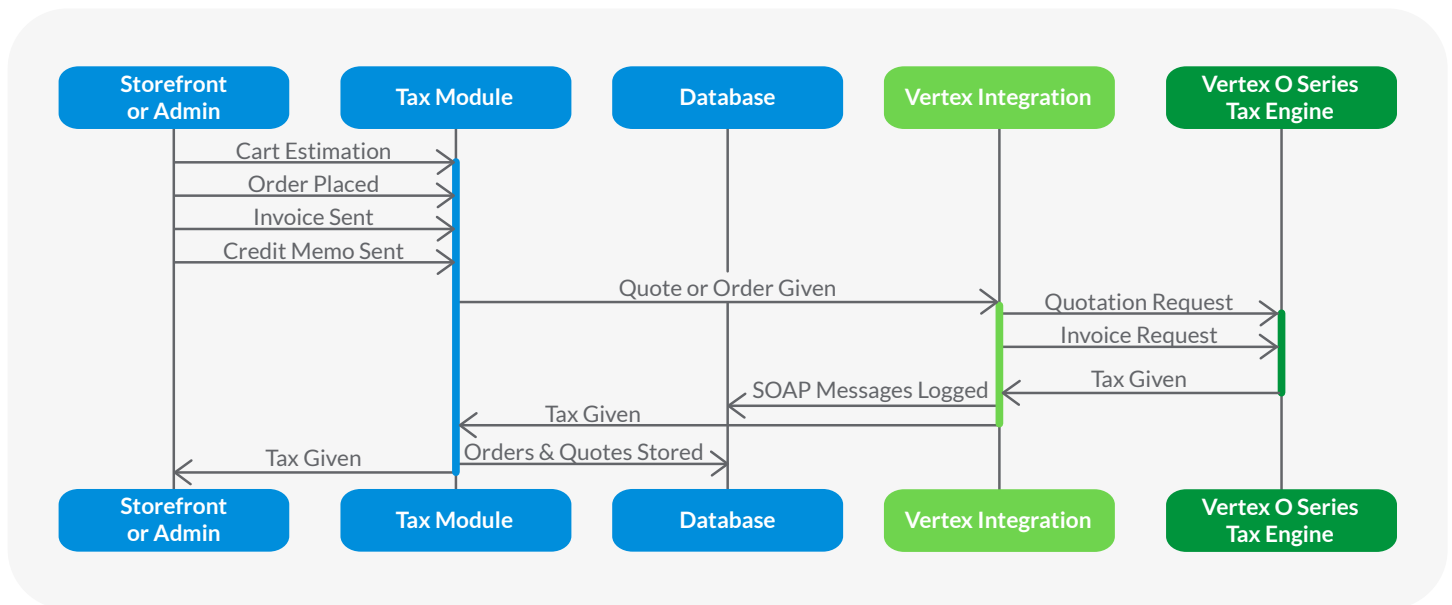 Storefront
or Admin
Tax Module
Database
Vertex Integration
Vertex O Series
Tax Engine
Cart Estimation
Order Placed
Invoice Sent
Credit Memo Sent
Quote or Order Given
Quotation Request
Invoice Request
Tax Given
SOAP Messages Logged
Tax Given
Orders & Quotes Stored
Tax Given
Storefront
or Admin
Tax Module
Database
Vertex Integration
Vertex O Series
Tax Engine